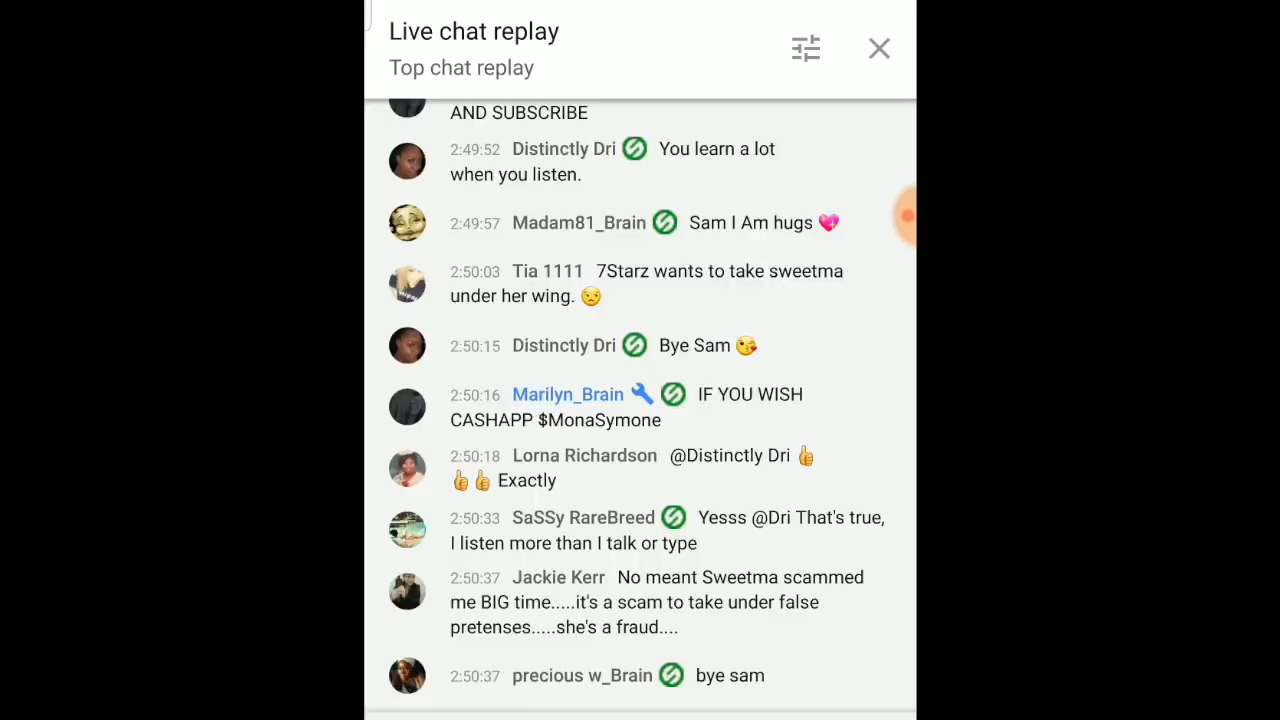 Live chat replay
Top chat replay
AND SUBSCRIBE
2:49:52 Distinctly Dri You learn a lot
when you listen.
2:49:57 Madam81_Brain Sam I Am hugs 💖
2:50:03 Tia 1111 7Starz wants to take sweetma
under her wing. 😒
2:50:15 Distinctly Dri Bye Sam 😘
2:50:16 Marilyn_Brain IF YOU WISH
CASHAPP $MonaSymone
2:50:18 Lorna Richardson @Distinctly Dri 👍
👍👍 Exactly
2:50:33 SaSSy RareBreed Yesss @Dri That's true,
I listen more than I talk or type
2:50:37 Jackie Kerr No meant Sweetma scammed
me BIG time.....it's a scam to take under false
pretenses.....she's a fraud....
2:50:37 precious w_Brain bye sam